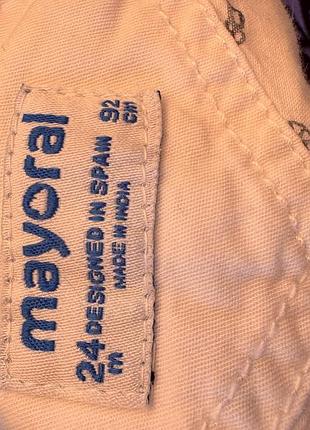 mayoral
24 DESIGNED IN SPAIN 92
m MADE IN INDIA CM